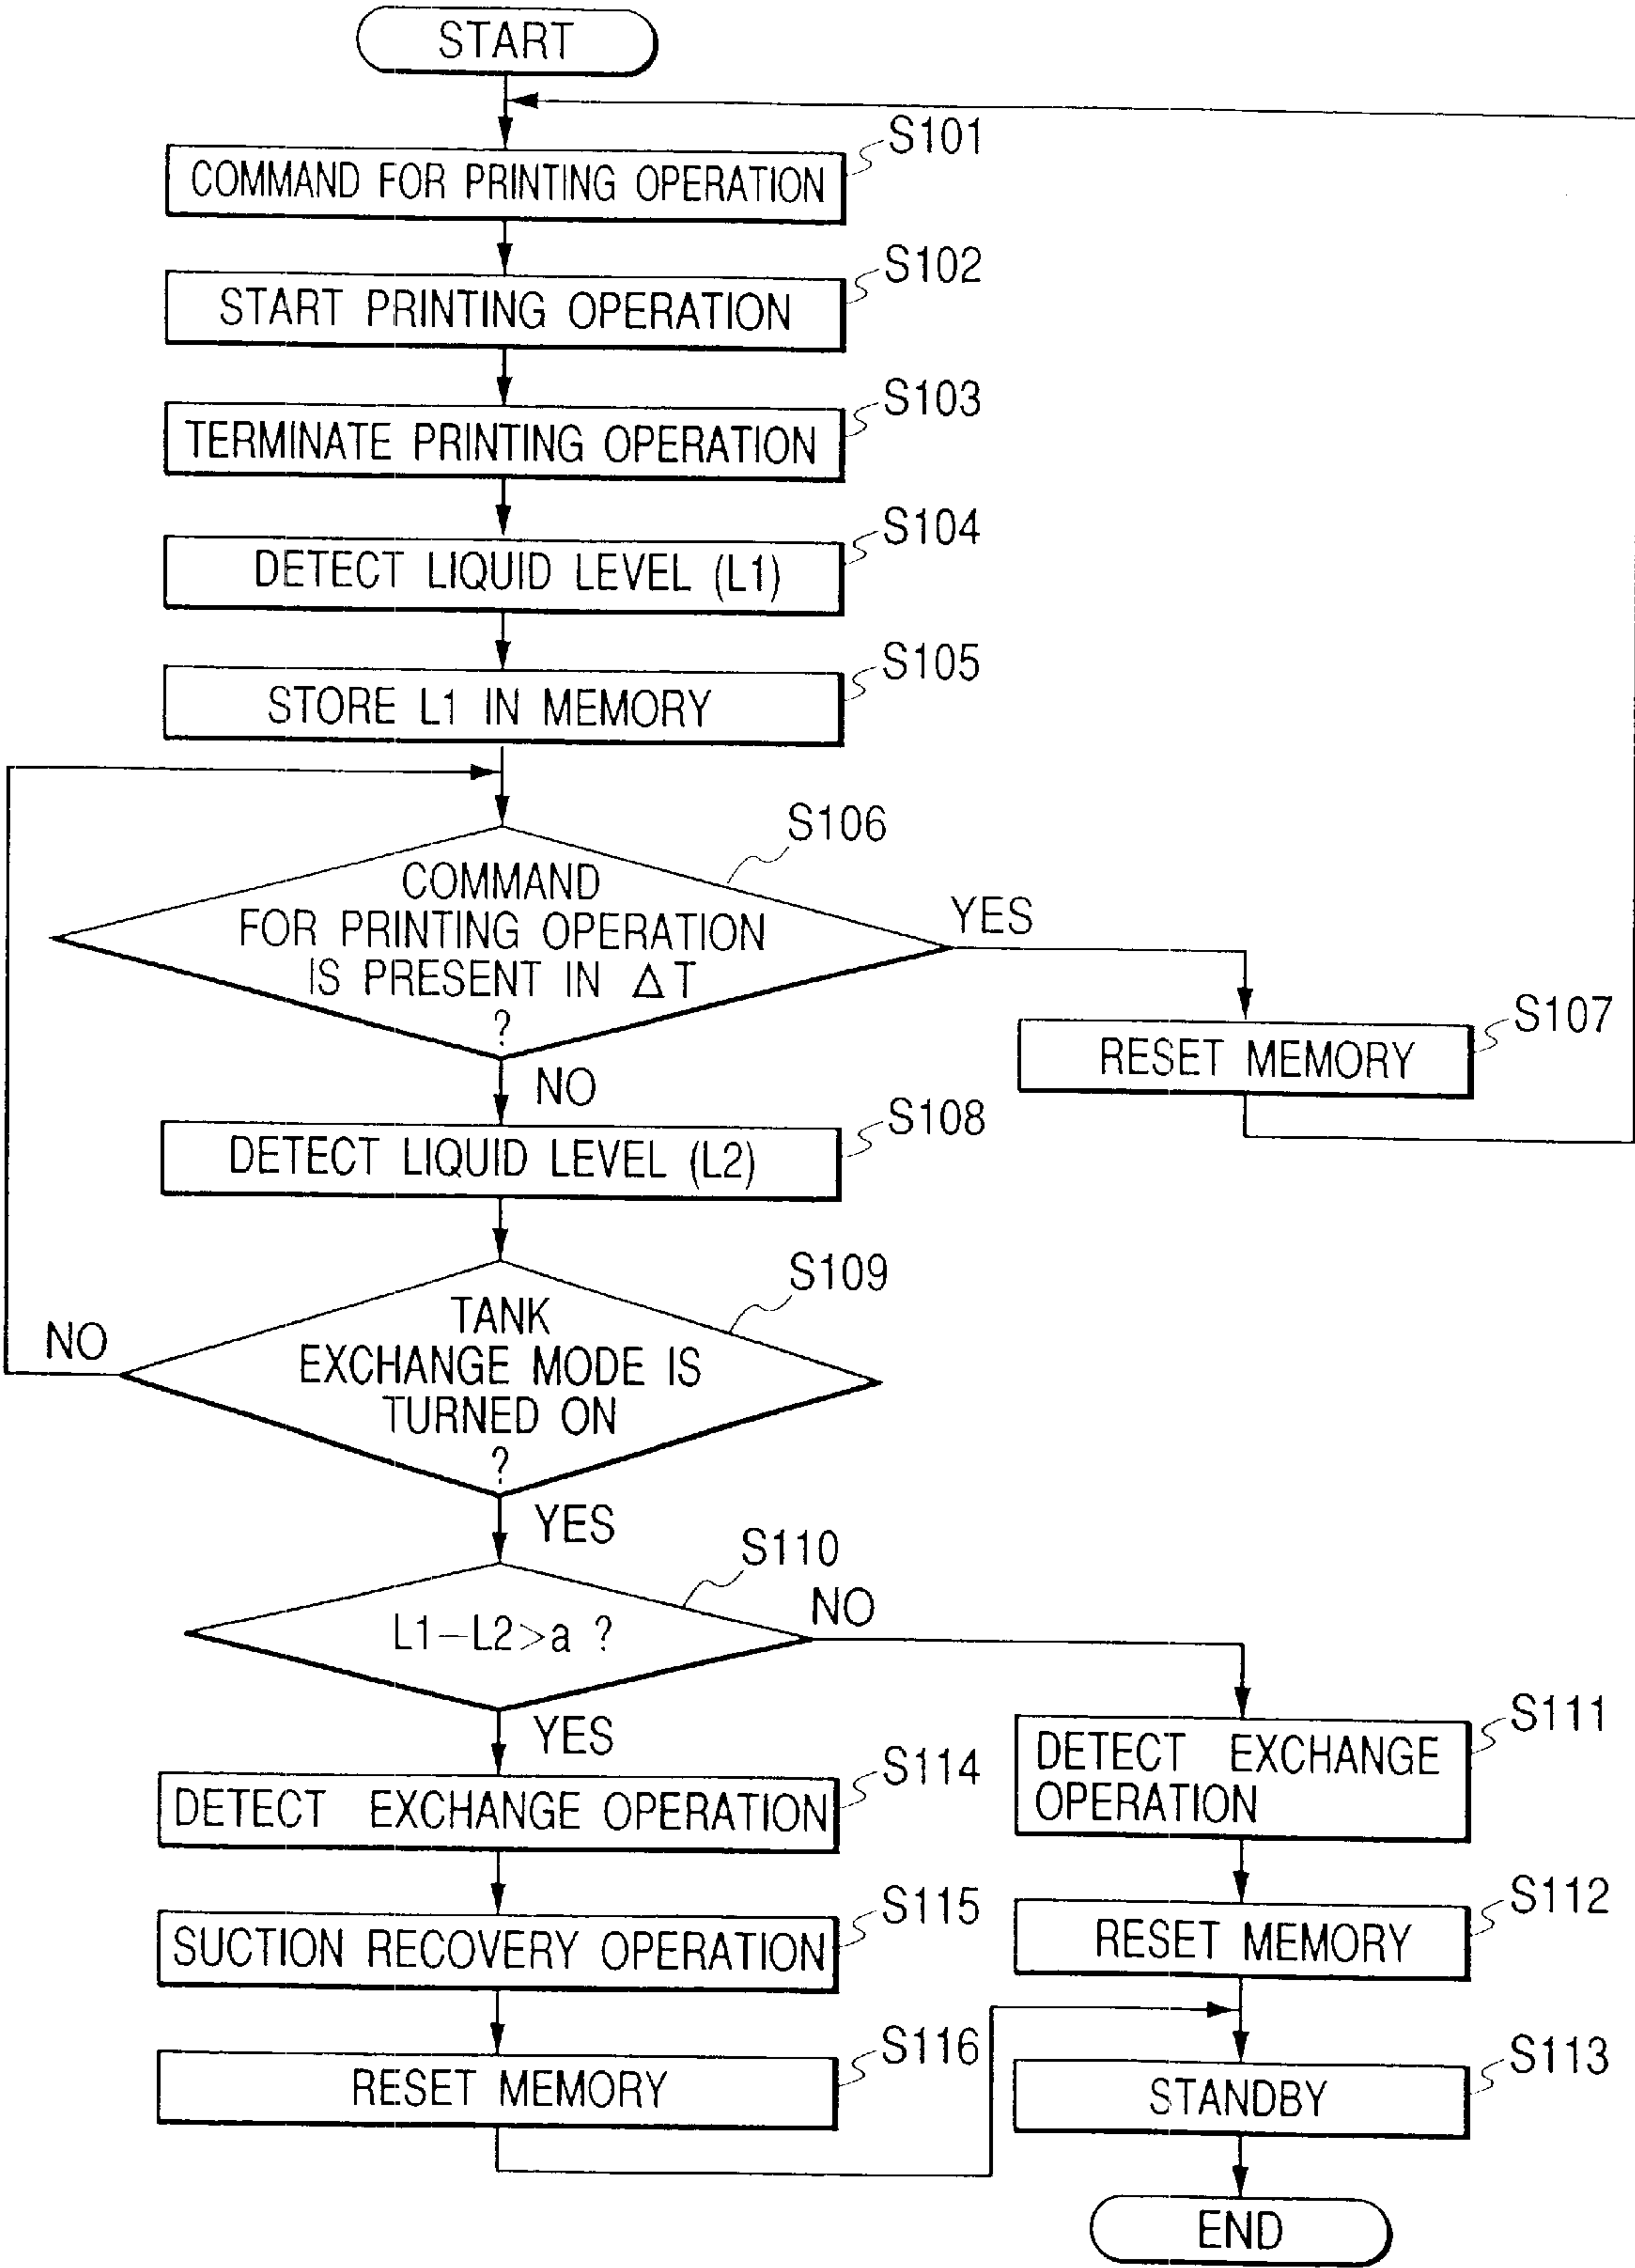 START
S101
COMMAND FOR PRINTING OPERATION
S102
START PRINTING OPERATION
S103
TERMINATE PRINTING OPERATION
S104
DETECT LIQUID LEVEL (L1)
S105
STORE L1 IN MEMORY
S106
COMMAND
FOR PRINTING OPERATION
IS PRESENT IN ΔT
?
YES
S107
RESET MEMORY
NO
S108
DETECT LIQUID LEVEL (L2)
S109
TANK
EXCHANGE MODE IS
TURNED ON
?
NO
YES
S110
L1-L2>a ?
NO
S111
DETECT EXCHANGE
OPERATION
S112
RESET MEMORY
YES
S114
DETECT EXCHANGE OPERATION
S115
SUCTION RECOVERY OPERATION
S116
RESET MEMORY
S113
STANDBY
END